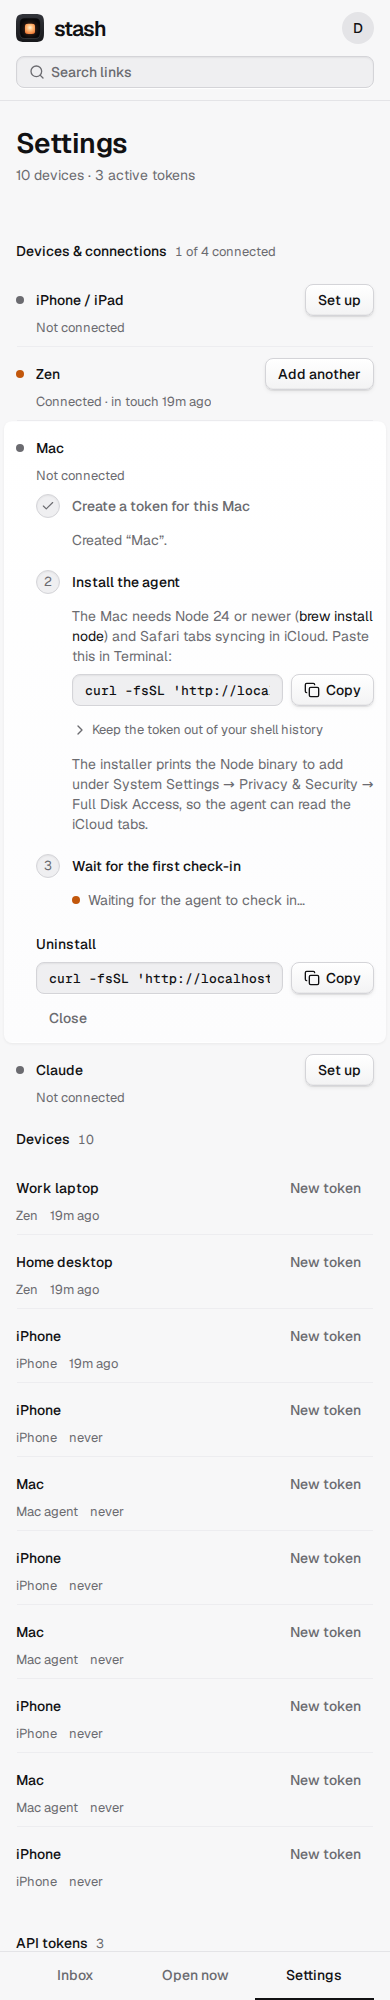 stash
D
Search links
Settings
10 devices · 3 active tokens
Devices & connections 1 of 4 connected
iPhone / iPad
Set up
Not connected
Zen
Add another
Connected · in touch 19m ago
Mac
Not connected
Create a token for this Mac
Created “Mac”.
2 Install the agent
The Mac needs Node 24 or newer (brew install
node) and Safari tabs syncing in iCloud. Paste
this in Terminal:
curl -fsSL 'http://loca
Copy
Keep the token out of your shell history
The installer prints the Node binary to add
under System Settings → Privacy & Security →
Full Disk Access, so the agent can read the
iCloud tabs.
3 Wait for the first check-in
Waiting for the agent to check in…
Uninstall
curl -fsSL 'http://localhost
Copy
Close
Claude
Set up
Not connected
Devices 10
Work laptop
New token
Zen 19m ago
Home desktop
New token
Zen 19m ago
iPhone
New token
iPhone 19m ago
iPhone
New token
iPhone never
Mac
New token
Mac agent never
iPhone
New token
iPhone never
Mac
New token
Mac agent never
iPhone
New token
iPhone never
Mac
New token
Mac agent never
iPhone
New token
iPhone never
API tokens 3
Inbox
Open now
Settings